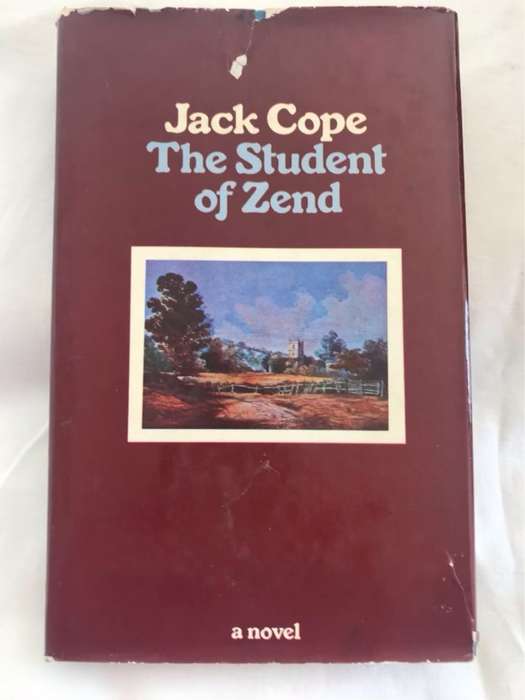 Jack Cope
The Student
of Zend
a novel